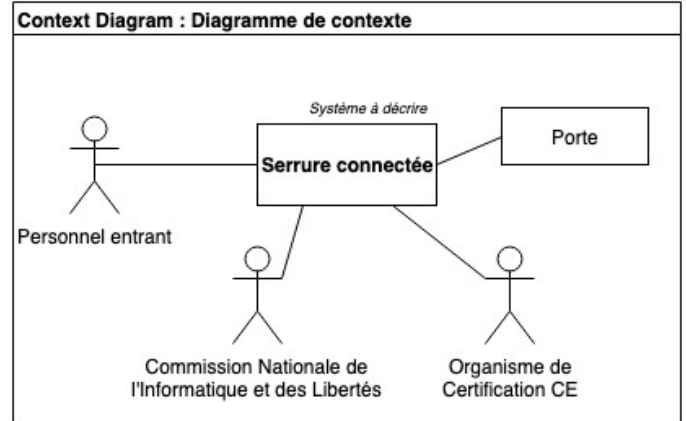 Context Diagram : Diagramme de contexte
Système à décrire
Serrure connectée
Porte
Personnel entrant
Commission Nationale de
l'Informatique et des Libertés
Organisme de
Certification CE